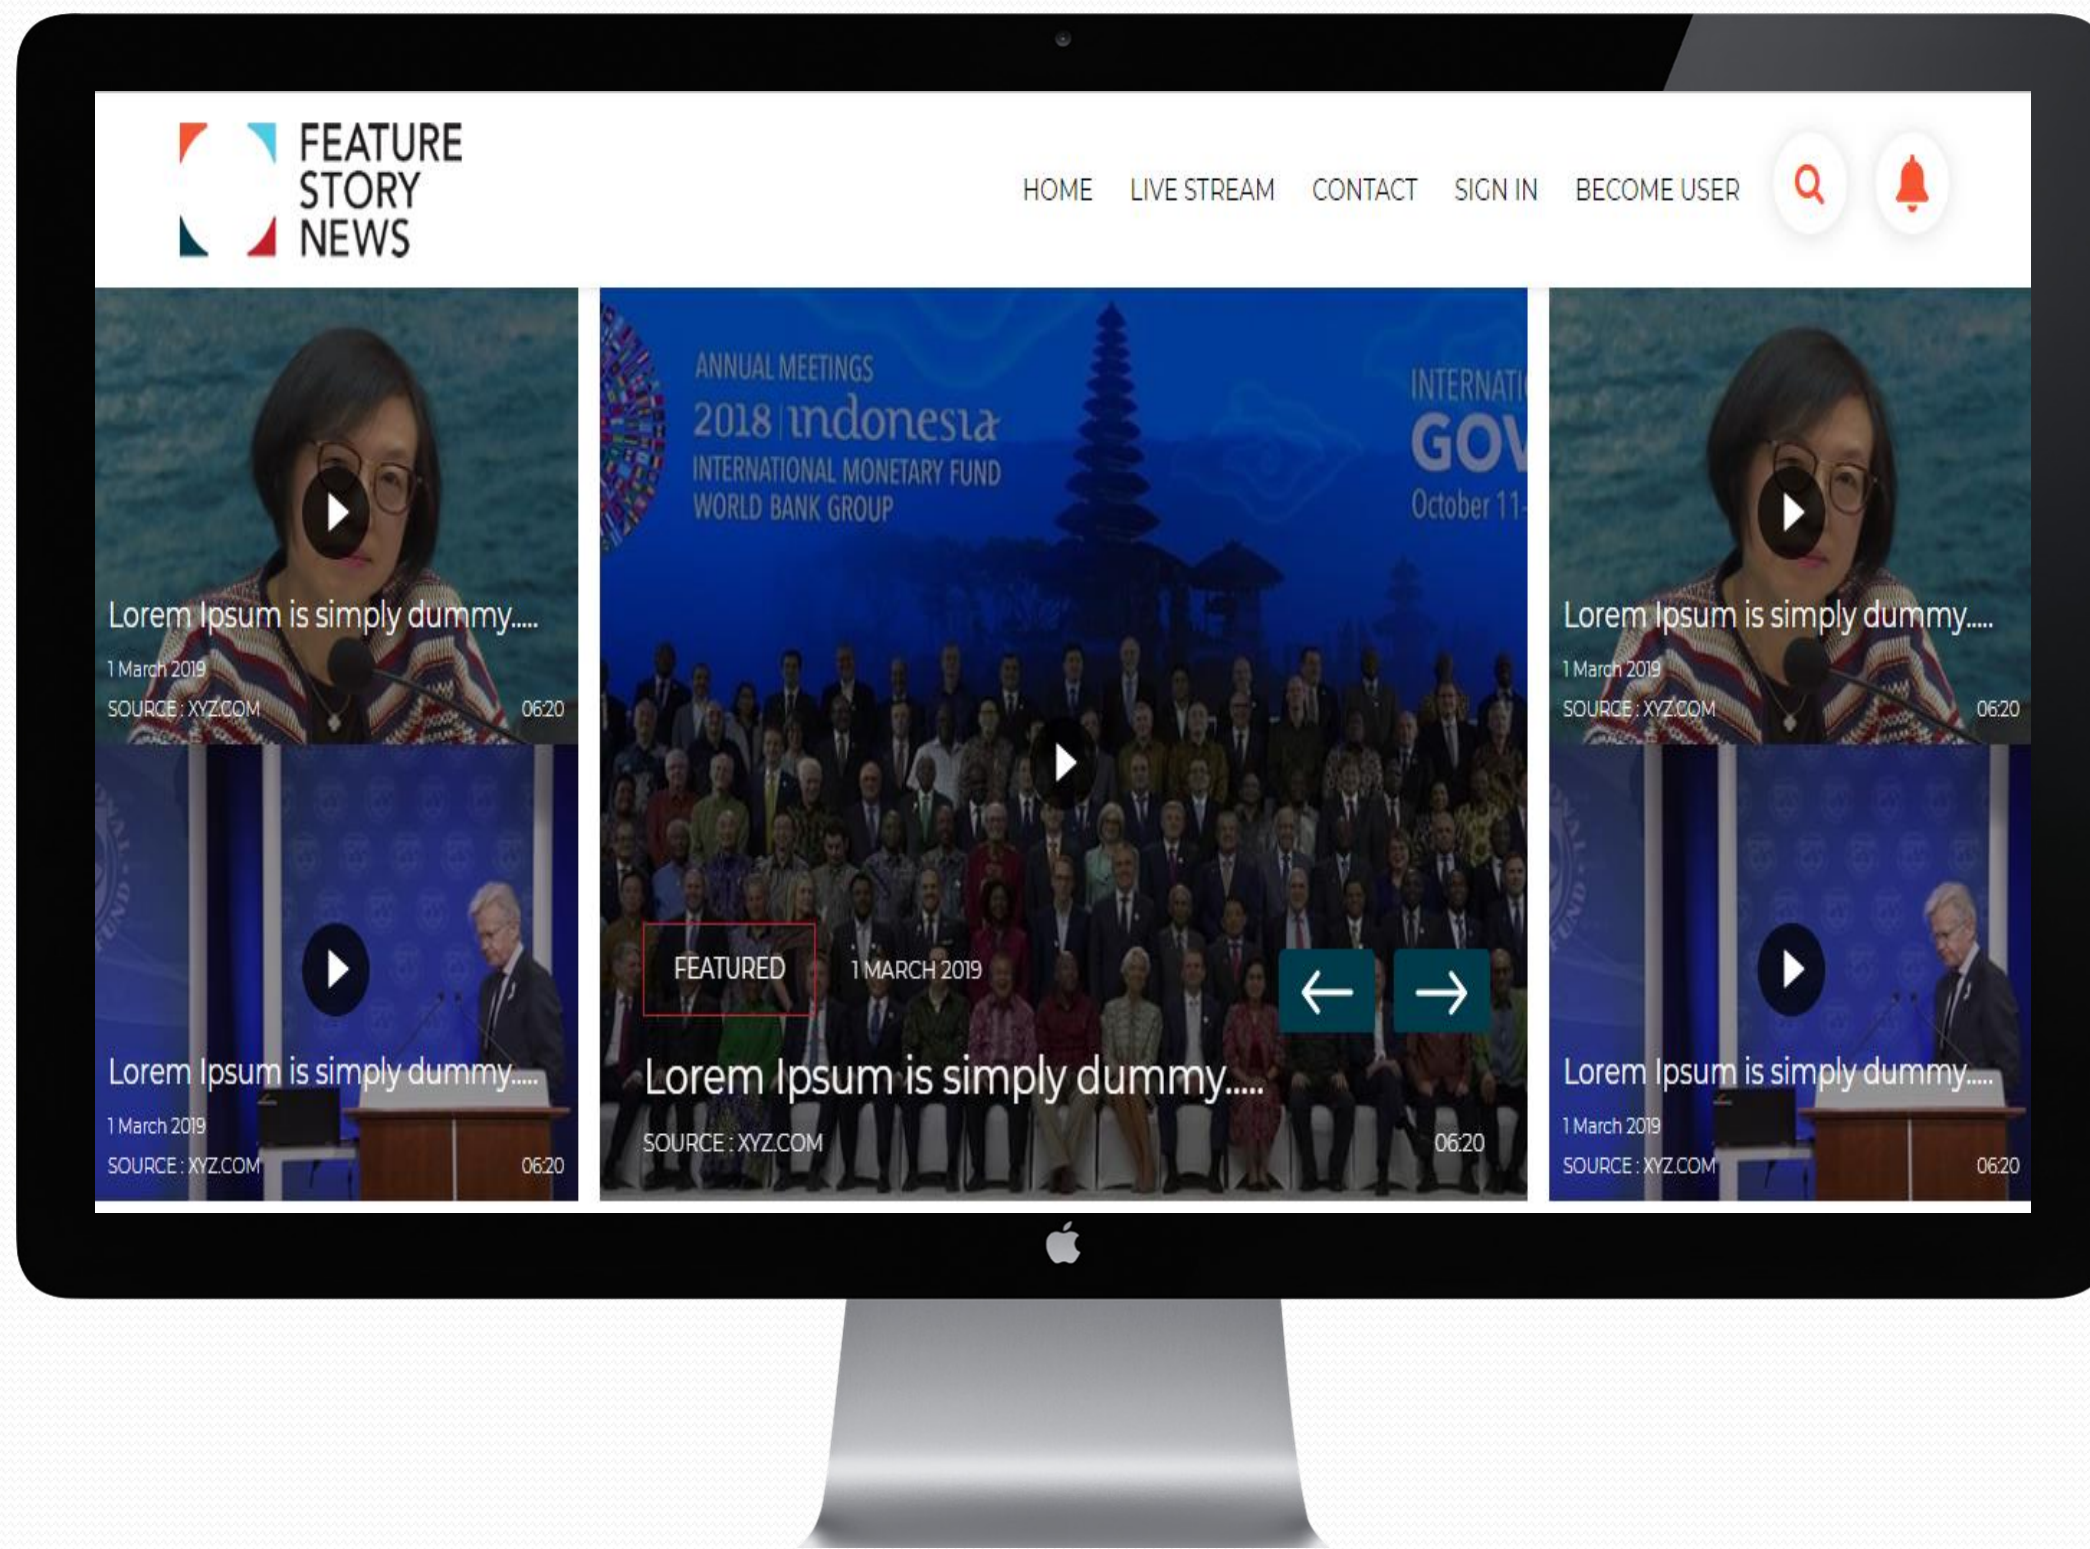 FEATURE
STORY
NEWS
HOME LIVE STREAM CONTACT SIGN IN BECOME USER
Lorem Ipsum is simply dummy.....
1 March 2019
SOURCE : XYZ.COM 06:20
Lorem Ipsum is simply dummy.....
1 March 2019
SOURCE : XYZ.COM 06:20
ANNUAL MEETINGS
2018 | Indonesia
INTERNATIONAL MONETARY FUND
WORLD BANK GROUP
INTERNATI
GOV
October 11-
FEATURED 1 MARCH 2019
Lorem Ipsum is simply dummy.....
SOURCE : XYZ.COM 06:20
Lorem Ipsum is simply dummy.....
1 March 2019
SOURCE : XYZ.COM 06:20
FUND
Lorem Ipsum is simply dummy.....
1 March 2019
SOURCE : XYZ.COM 06:20